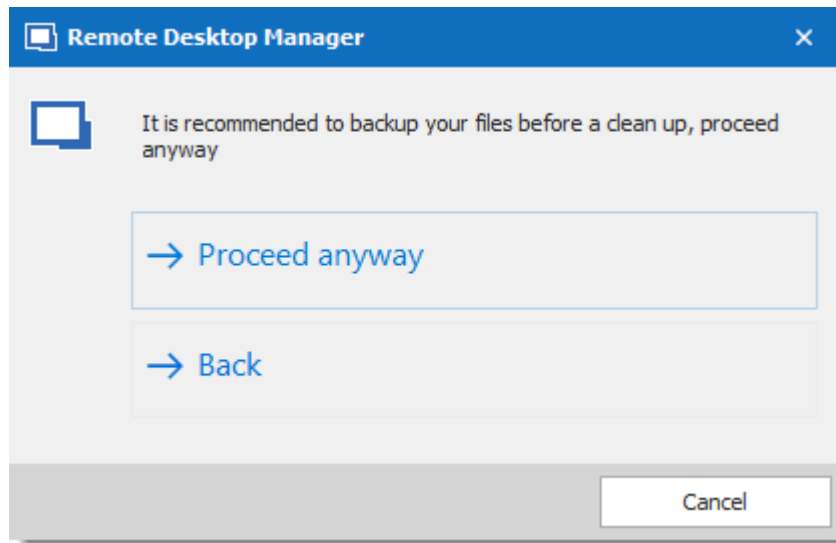 Remote Desktop Manager
It is recommended to backup your files before a clean up, proceed
anyway
Proceed anyway
Back
Cancel